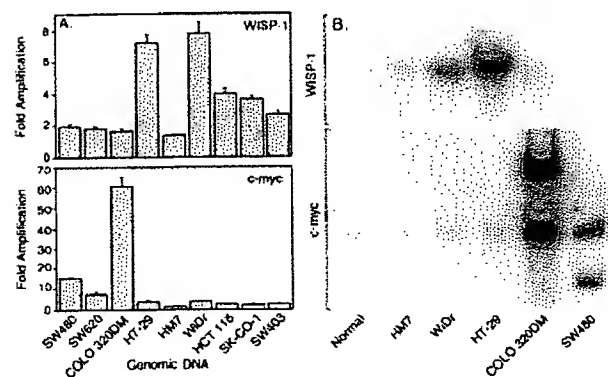 A.
WISP-1
8
6
4
2
0
Fold Amplification
c-myc
70
60
50
40
30
20
10
0
Fold Amplification
SW480
SW620
COLO 320DM
HT-29
HM7
WiDr
HCT 116
SK-CO-1
SW403
Genomic DNA
B.
WISP-1
c-myc
Normal
HM7
WiDr
HT-29
COLO 320DM
SW480